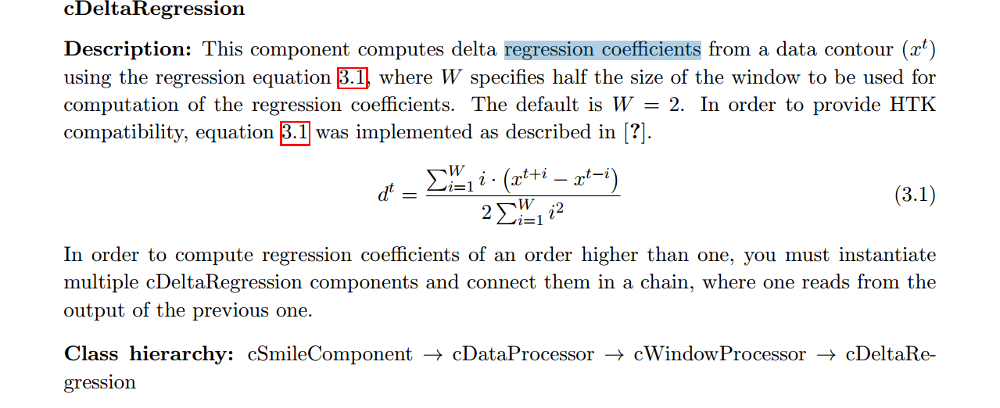 cDeltaRegression
Description: This component computes delta regression coefficients from a data contour (x^t)
using the regression equation 3.1, where W specifies half the size of the window to be used for
computation of the regression coefficients. The default is W = 2. In order to provide HTK
compatibility, equation 3.1 was implemented as described in [?].
d^t = \frac{\sum_{i=1}^{W} i \cdot (x^{t+i} - x^{t-i})}{2 \sum_{i=1}^{W} i^2} (3.1)
In order to compute regression coefficients of an order higher than one, you must instantiate
multiple cDeltaRegression components and connect them in a chain, where one reads from the
output of the previous one.
Class hierarchy: cSmileComponent → cDataProcessor → cWindowProcessor → cDeltaRe-
gression